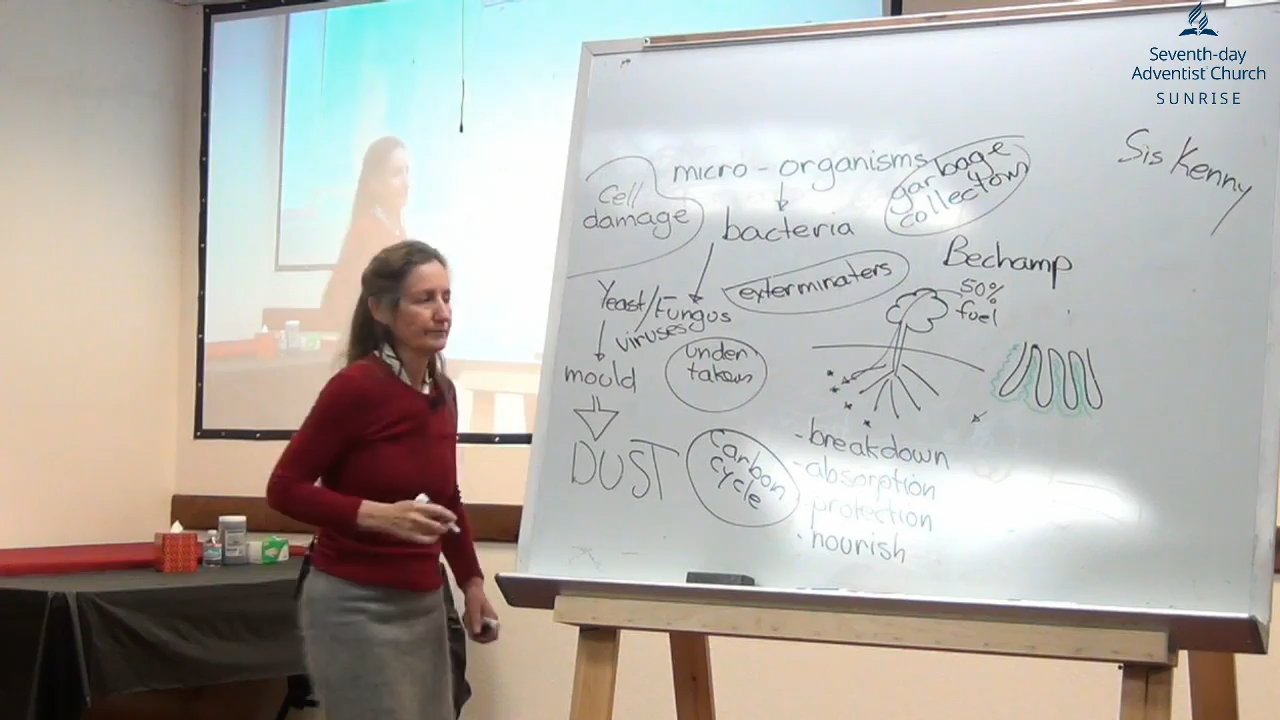 Seventh-day
Adventist Church
SUNRISE
Sis Kenny
micro-organisms
garbage
collectors
Cell
damage
bacteria
Bechamp
exterminaters
50%
fuel
Yeast/Fungus
viruses
under
takers
mould
DUST
carbon
cycle
-breakdown
-absorption
protection
nourish